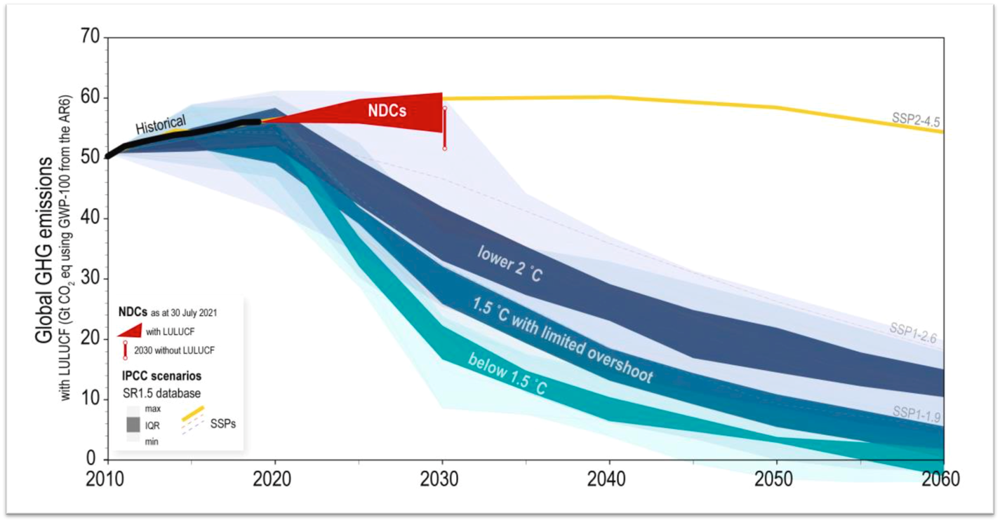 Global GHG emissions
with LULUCF (Gt CO₂ eq using GWP-100 from the AR6)
70
60
50
40
30
20
10
0
2010
2020
2030
2040
2050
2060
Historical
NDCs
SSP2-4.5
lower 2 ˚C
1.5 ˚C with limited overshoot
below 1.5 ˚C
SSP1-2.6
SSP1-1.9
NDCs as at 30 July 2021
with LULUCF
2030 without LULUCF
IPCC scenarios
SR1.5 database
max
IQR
min
SSPs